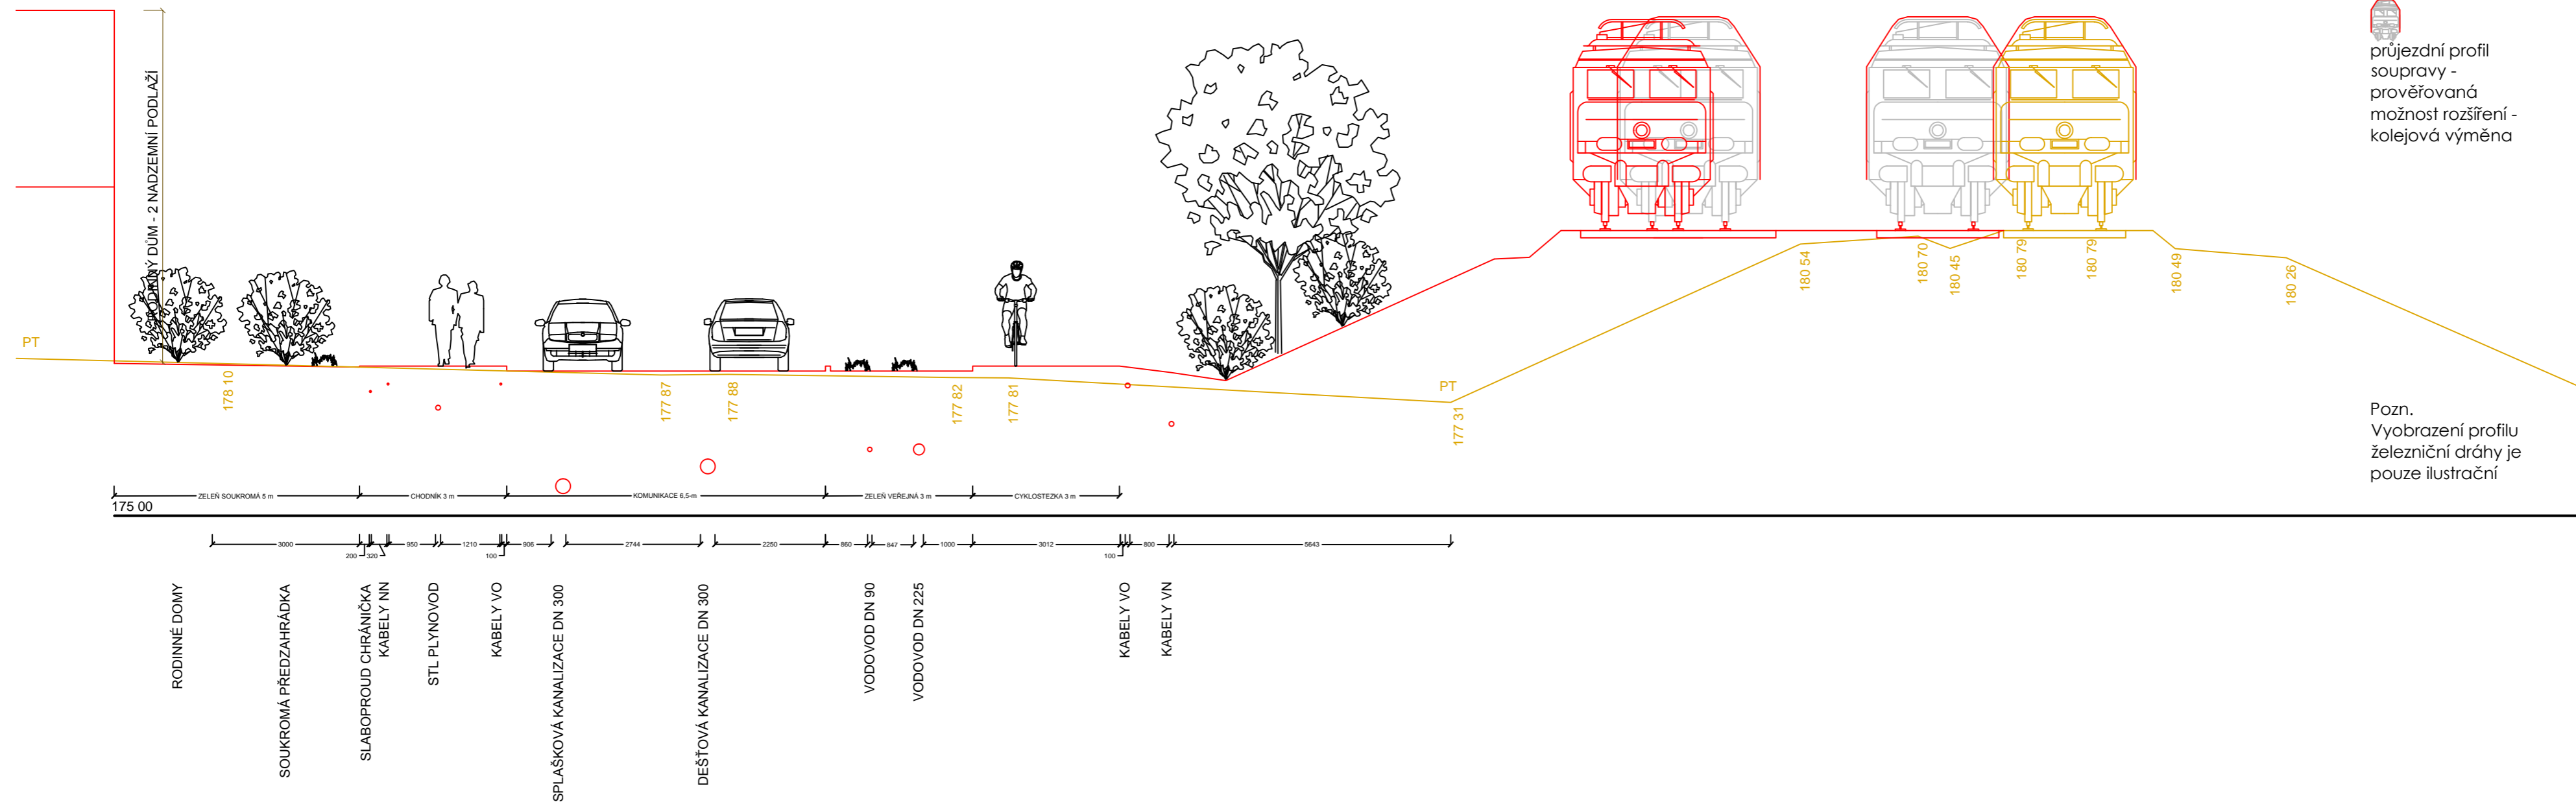 průjezdní profil
soupravy -
prověřovaná
možnost rozšíření -
kolejová výměna
RODINNÝ DŮM - 2 NADZEMNÍ PODLAŽÍ
PT
178 10
177 87
177 88
177 82
177 81
PT
177 31
180 54
180 70
180 45
180 79
180 79
180 49
180 26
Pozn.
Vyobrazení profilu
železniční dráhy je
pouze ilustrační
ZELEŇ SOUKROMÁ 5 m
CHODNÍK 3 m
KOMUNIKACE 6,5-m
ZELEŇ VEŘEJNÁ 3 m
CYKLOSTEZKA 3 m
175 00
3000
200
320
950
1210
100
906
2744
2250
860
847
1000
3012
100
800
5643
RODINNÉ DOMY
SOUKROMÁ PŘEDZAHRÁDKA
SLABOPROUD CHRÁNIČKA
KABELY NN
STL PLYNOVOD
KABELY VO
SPLAŠKOVÁ KANALIZACE DN 300
DEŠŤOVÁ KANALIZACE DN 300
VODOVOD DN 90
VODOVOD DN 225
KABELY VO
KABELY VN